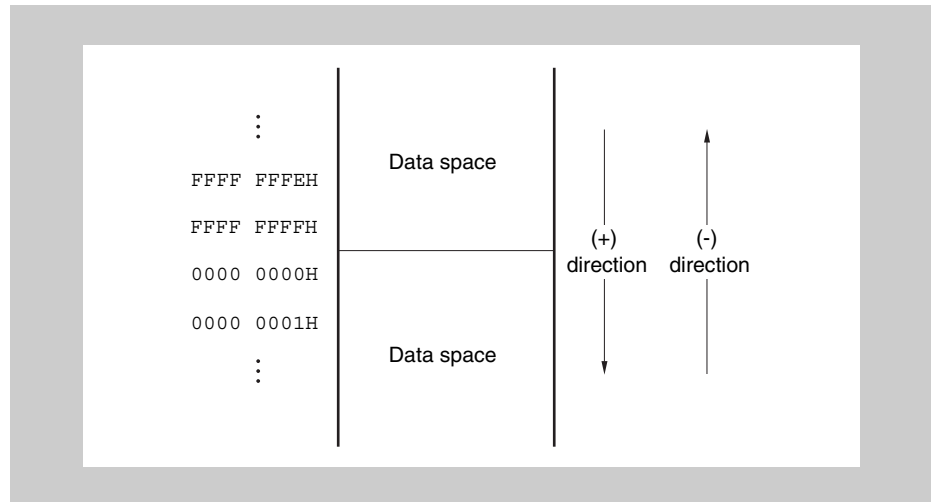 ⋮
FFFF FFFEH
FFFF FFFFH
0000 0000H
0000 0001H
⋮
Data space
Data space
(+)
direction
(-)
direction